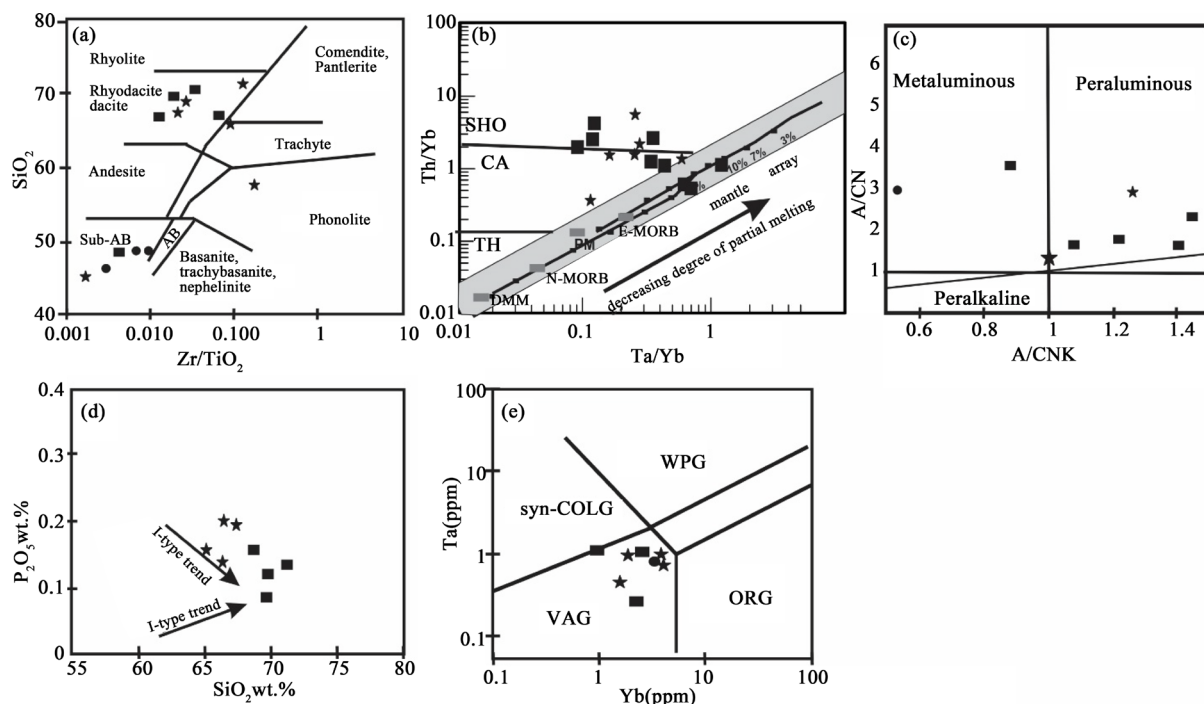 (a)
80
70
60
50
40
SiO2
Rhyolite
Comendite,
Pantlerite
Rhyodacite
dacite
Trachyte
Andesite
Phonolite
Sub-AB
AB
Basanite,
trachybasanite,
nephelinite
0.001
0.010
0.100
1
10
Zr/TiO2
(b)
100
10
1
0.1
0.01
Th/Yb
SHO
CA
TH
3%
7%
10%
mantle
array
E-MORB
PM
N-MORB
DMM
decreasing degree of partial melting
0.01
0.1
1
Ta/Yb
(c)
6
5
4
3
2
1
A/CN
Metaluminous
Peraluminous
Peralkaline
0.6
0.8
1
1.2
1.4
A/CNK
(d)
0.4
0.3
0.2
0.1
0
P2O5wt.%
I-type trend
I-type trend
55
60
65
70
75
80
SiO2wt.%
(e)
100
10
1
0.1
Ta(ppm)
WPG
syn-COLG
VAG
ORG
0.1
1
10
100
Yb(ppm)